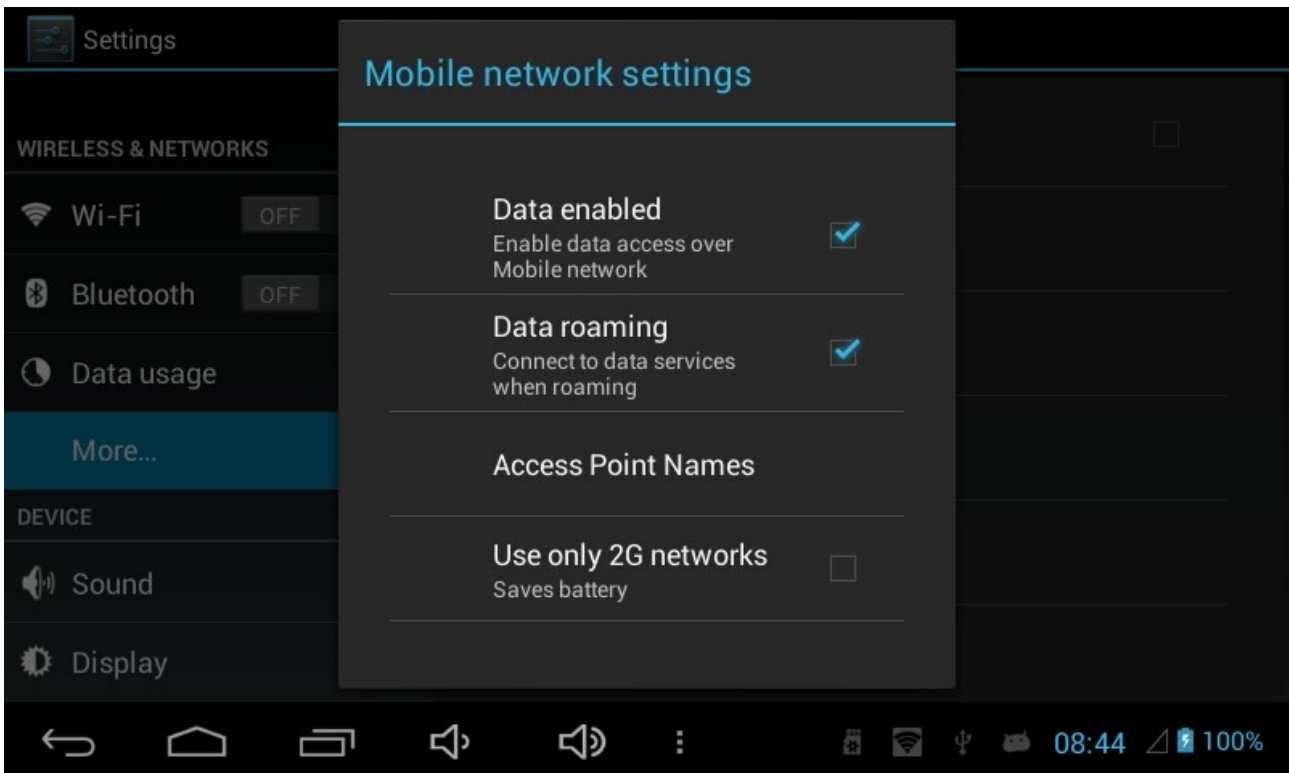 Settings
Mobile network settings
WIRELESS & NETWORKS
Wi-Fi OFF
Bluetooth OFF
Data usage
More...
DEVICE
Sound
Display
Data enabled
Enable data access over
Mobile network
Data roaming
Connect to data services
when roaming
Access Point Names
Use only 2G networks
Saves battery
08:44 100%